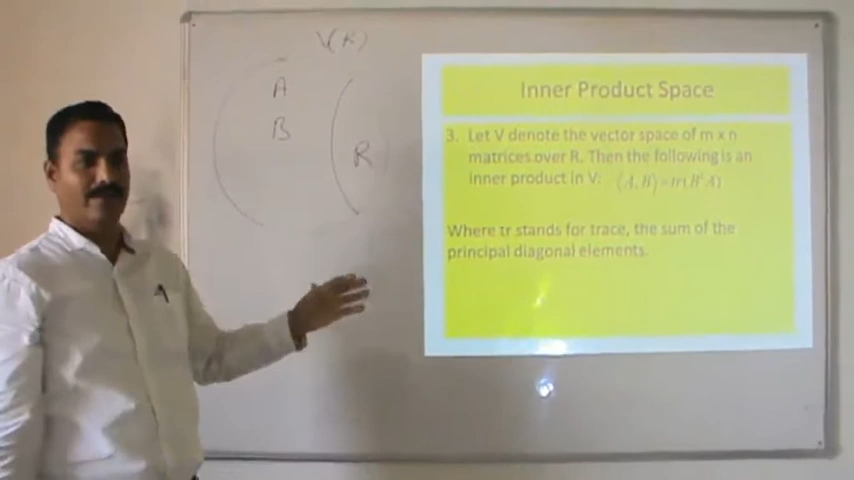 V(R)
A
B
R
Inner Product Space
3. Let V denote the vector space of m x n
matrices over R. Then the following is an
inner product in V: ⟨A, B⟩ = tr(BᵗA)
Where tr stands for trace, the sum of the
principal diagonal elements.